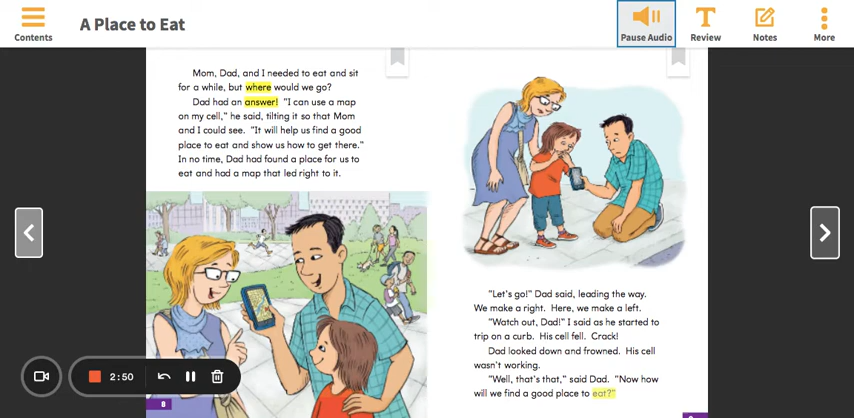 Contents
A Place to Eat
Pause Audio
Review
Notes
More
Mom, Dad, and I needed to eat and sit
for a while, but where would we go?
Dad had an answer! "I can use a map
on my cell," he said, tilting it so that Mom
and I could see. "It will help us find a good
place to eat and show us how to get there."
In no time, Dad had found a place for us to
eat and had a map that led right to it.
8
"Let's go!" Dad said, leading the way.
We make a right. Here, we make a left.
"Watch out, Dad!" I said as he started to
trip on a curb. His cell fell. Crack!
Dad looked down and frowned. His cell
wasn't working.
"Well, that's that," said Dad. "Now how
will we find a good place to eat?"
2:50